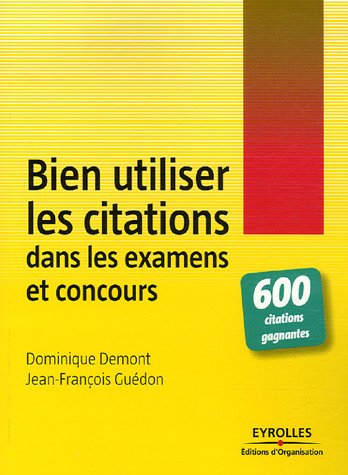 Bien utiliser
les citations
dans les examens
et concours
600
citations
gagnantes
Dominique Demont
Jean-François Guédon
EYROLLES
Éditions d'Organisation